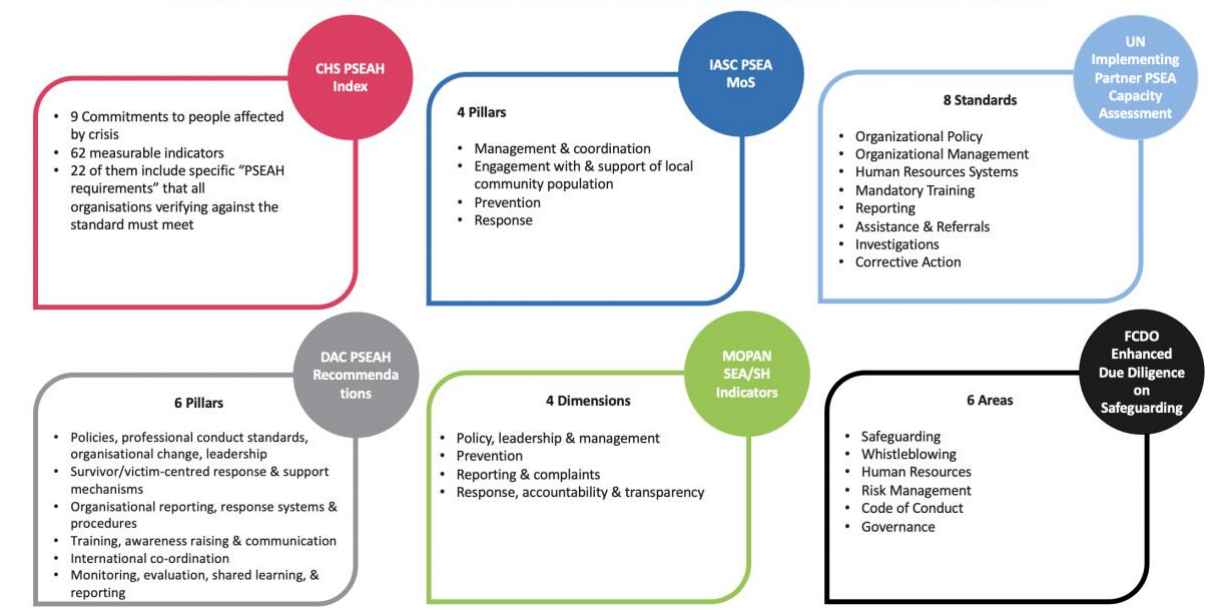 CHS PSEAH
Index
• 9 Commitments to people affected
by crisis
• 62 measurable indicators
• 22 of them include specific “PSEAH
requirements” that all
organisations verifying against the
standard must meet
IASC PSEA
MoS
4 Pillars
• Management & coordination
• Engagement with & support of local
community population
• Prevention
• Response
UN
Implementing
Partner PSEA
Capacity
Assessment
8 Standards
• Organizational Policy
• Organizational Management
• Human Resources Systems
• Mandatory Training
• Reporting
• Assistance & Referrals
• Investigations
• Corrective Action
DAC PSEAH
Recommenda
tions
6 Pillars
• Policies, professional conduct standards,
organisational change, leadership
• Survivor/victim-centred response & support
mechanisms
• Organisational reporting, response systems &
procedures
• Training, awareness raising & communication
• International co-ordination
• Monitoring, evaluation, shared learning, &
reporting
MOPAN
SEA/SH
Indicators
4 Dimensions
• Policy, leadership & management
• Prevention
• Reporting & complaints
• Response, accountability & transparency
FCDO
Enhanced
Due Diligence
on
Safeguarding
6 Areas
• Safeguarding
• Whistleblowing
• Human Resources
• Risk Management
• Code of Conduct
• Governance